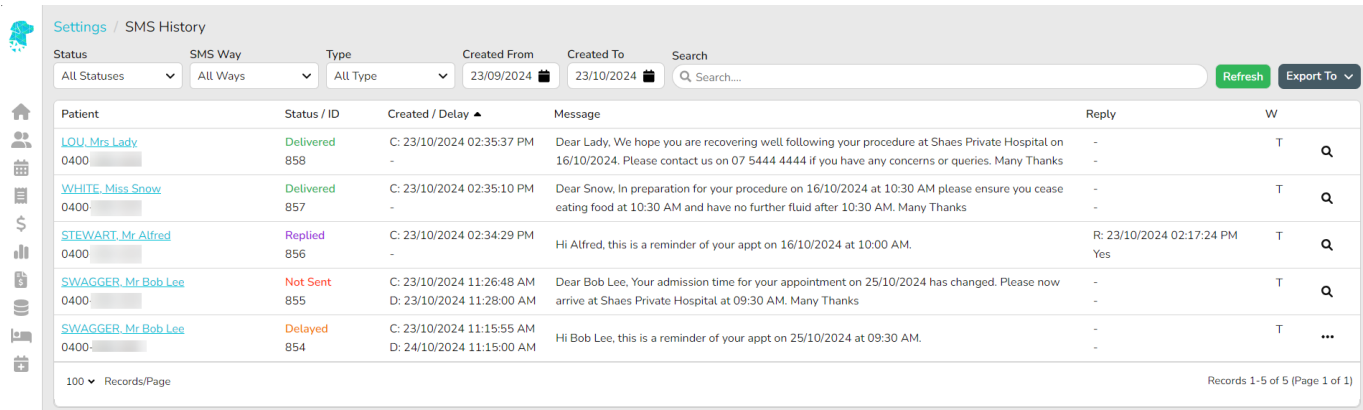 Settings / SMS History
Status SMS Way Type Created From Created To Search
All Statuses All Ways All Type 23/09/2024 23/10/2024 Search.... Refresh Export To
Patient Status / ID Created / Delay Message Reply W
LOU, Mrs Lady Delivered C: 23/10/2024 02:35:37 PM Dear Lady, We hope you are recovering well following your procedure at Shaes Private Hospital on - T
0400 858 - 16/10/2024. Please contact us on 07 5444 4444 if you have any concerns or queries. Many Thanks -
WHITE, Miss Snow Delivered C: 23/10/2024 02:35:10 PM Dear Snow, In preparation for your procedure on 16/10/2024 at 10:30 AM please ensure you cease - T
0400- 857 - eating food at 10:30 AM and have no further fluid after 10:30 AM. Many Thanks -
STEWART, Mr Alfred Replied C: 23/10/2024 02:34:29 PM Hi Alfred, this is a reminder of your appt on 16/10/2024 at 10:00 AM. R: 23/10/2024 02:17:24 PM T
0400 856 - Yes
SWAGGER, Mr Bob Lee Not Sent C: 23/10/2024 11:26:48 AM Dear Bob Lee, Your admission time for your appointment on 25/10/2024 has changed. Please now - T
0400- 855 D: 23/10/2024 11:28:00 AM arrive at Shaes Private Hospital at 09:30 AM. Many Thanks -
SWAGGER, Mr Bob Lee Delayed C: 23/10/2024 11:15:55 AM Hi Bob Lee, this is a reminder of your appt on 25/10/2024 at 09:30 AM. - T
0400- 854 D: 24/10/2024 11:15:00 AM -
100 Records/Page Records 1-5 of 5 (Page 1 of 1)